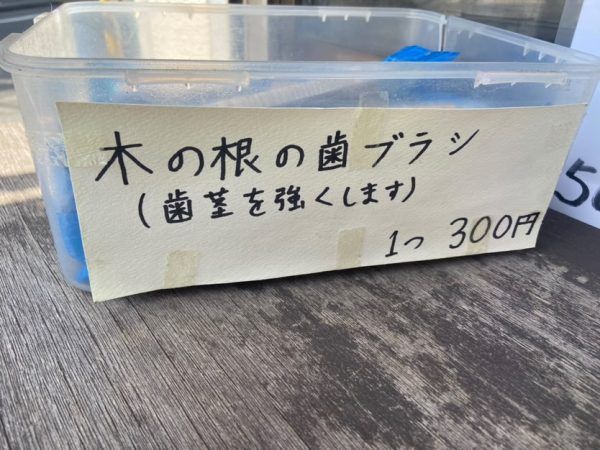 木の根の歯ブラシ
(歯茎を強くします)
1つ 300円